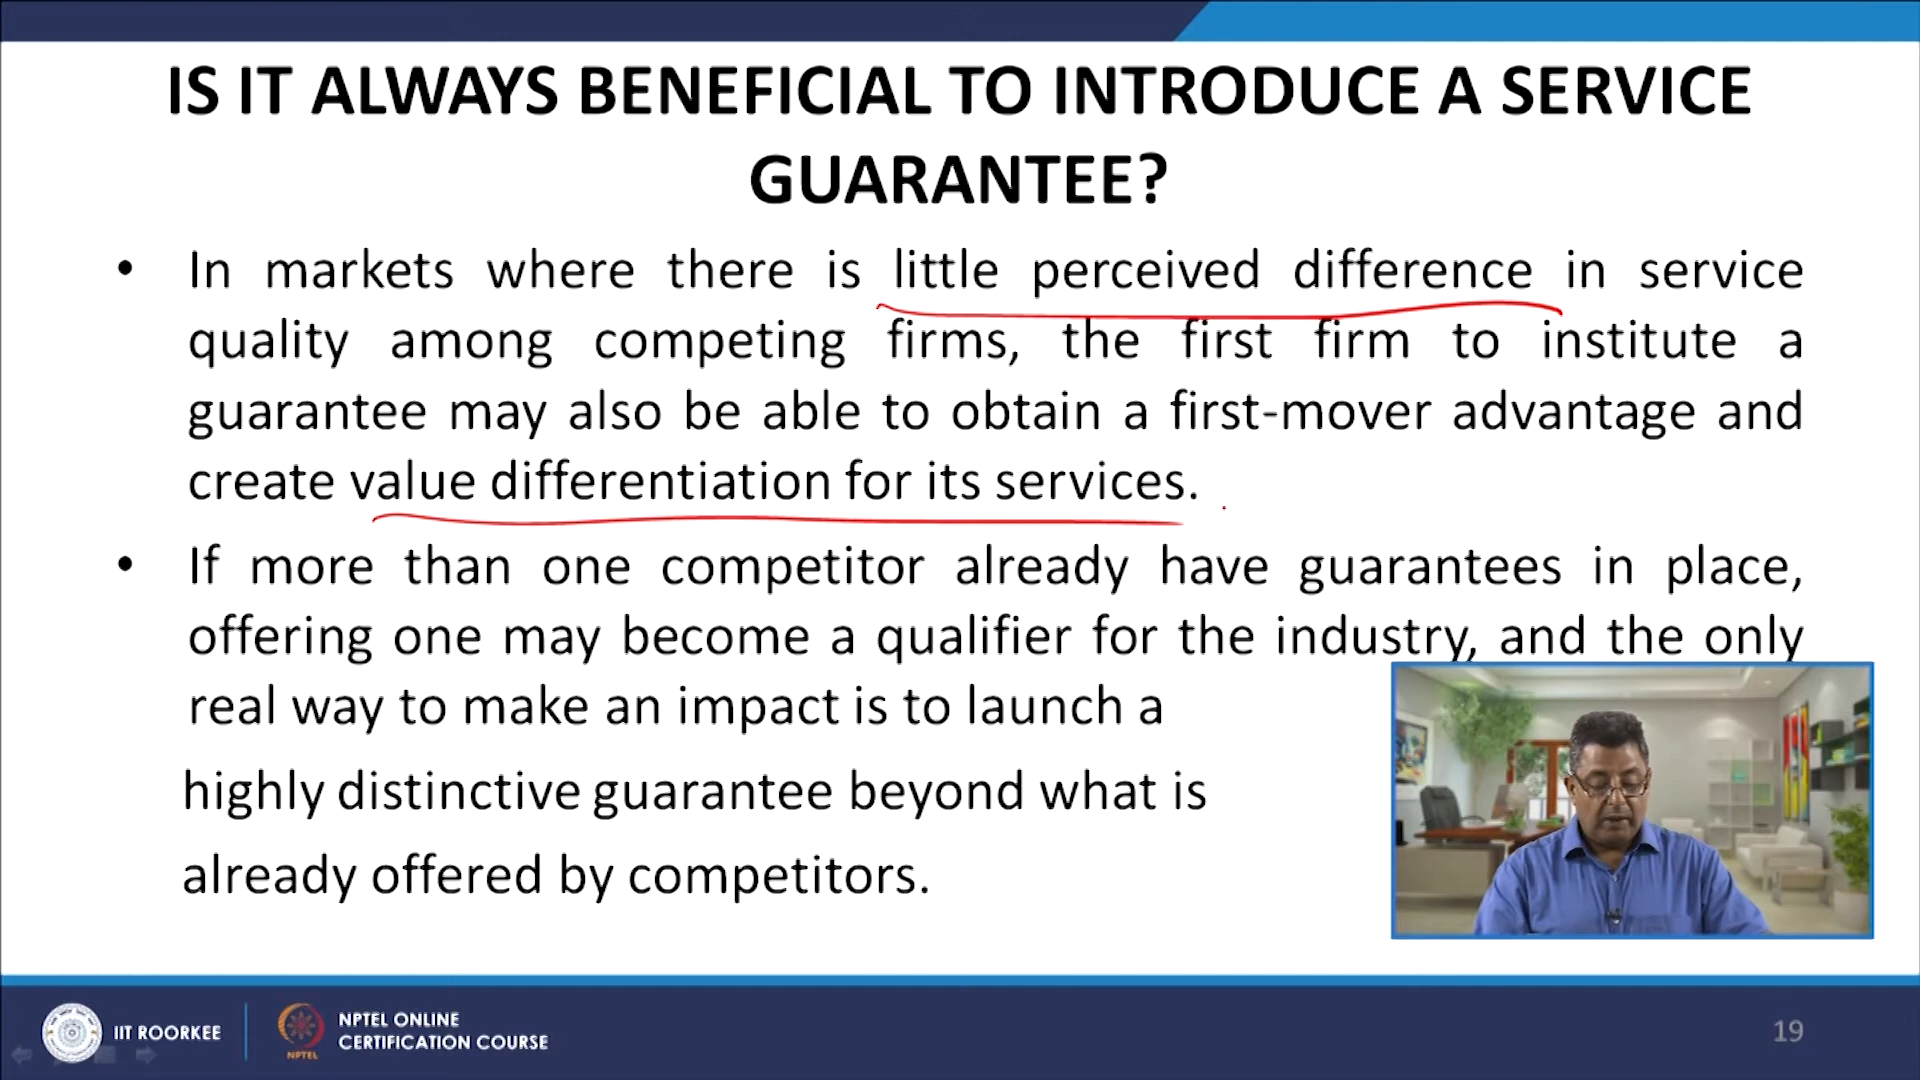 IS IT ALWAYS BENEFICIAL TO INTRODUCE A SERVICE
GUARANTEE?
• In markets where there is little perceived difference in service
quality among competing firms, the first firm to institute a
guarantee may also be able to obtain a first-mover advantage and
create value differentiation for its services.
• If more than one competitor already have guarantees in place,
offering one may become a qualifier for the industry, and the only
real way to make an impact is to launch a
highly distinctive guarantee beyond what is
already offered by competitors.
IIT ROORKEE
NPTEL
NPTEL ONLINE
CERTIFICATION COURSE
19